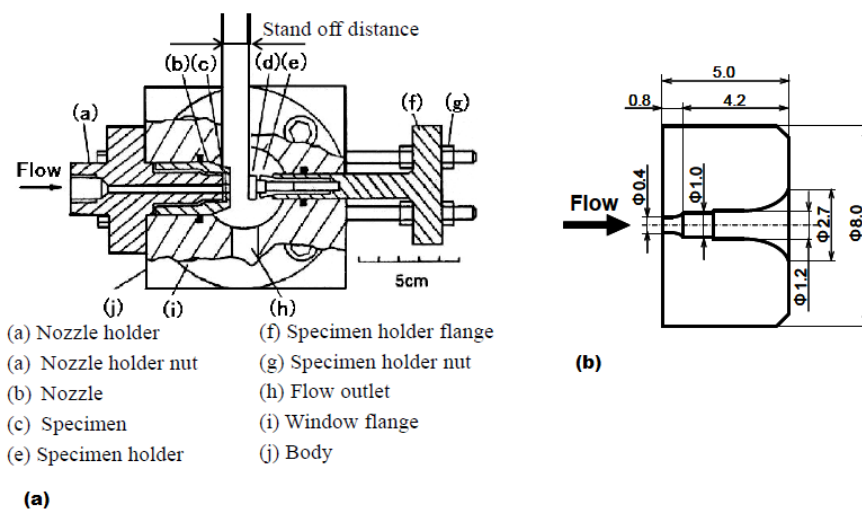 Stand off distance
(b)(c) (d)(e)
(a) (f) (g)
Flow
5cm
(j) (i) (h)
(a) Nozzle holder
(a) Nozzle holder nut
(b) Nozzle
(c) Specimen
(e) Specimen holder
(f) Specimen holder flange
(g) Specimen holder nut
(h) Flow outlet
(i) Window flange
(j) Body
(a)
5.0
0.8 4.2
Φ0.4
Φ1.0
Φ1.2
Φ2.7
Φ8.0
Flow
(b)